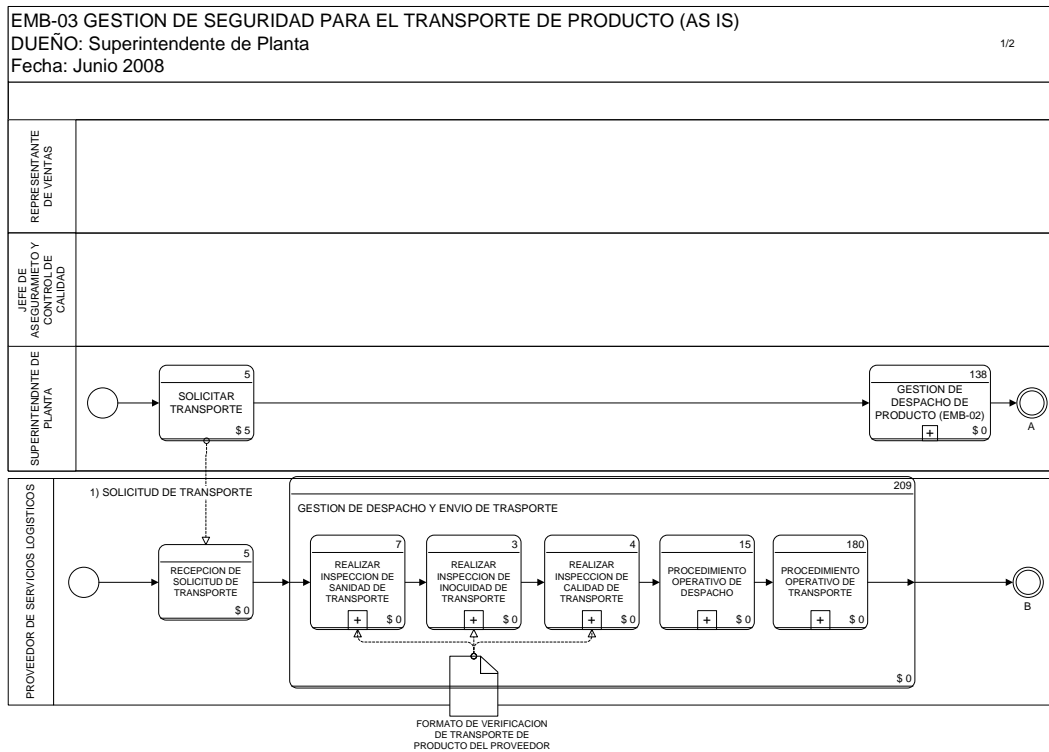 EMB-03 GESTION DE SEGURIDAD PARA EL TRANSPORTE DE PRODUCTO (AS IS)
DUEÑO: Superintendente de Planta
Fecha: Junio 2008
1/2
REPRESENTANTE
DE VENTAS
JEFE DE
ASEGURAMIETO Y
CONTROL DE
CALIDAD
SUPERINTENDNTE DE
PLANTA
5
SOLICITAR
TRANSPORTE
$ 5
138
GESTION DE
DESPACHO DE
PRODUCTO (EMB-02)
+
$ 0
A
PROVEEDOR DE SERVICIOS LOGISTICOS
1) SOLICITUD DE TRANSPORTE
5
RECEPCION DE
SOLICITUD DE
TRANSPORTE
$ 0
209
GESTION DE DESPACHO Y ENVIO DE TRASPORTE
7
REALIZAR
INSPECCION DE
SANIDAD DE
TRANSPORTE
+
$ 0
3
REALIZAR
INSPECCION DE
INOCUIDAD DE
TRANSPORTE
+
$ 0
4
REALIZAR
INSPECCION DE
CALIDAD DE
TRANSPORTE
+
$ 0
15
PROCEDIMIENTO
OPERATIVO DE
DESPACHO
+
$ 0
180
PROCEDIMIENTO
OPERATIVO DE
TRANSPORTE
+
$ 0
$ 0
B
FORMATO DE VERIFICACION
DE TRANSPORTE DE
PRODUCTO DEL PROVEEDOR